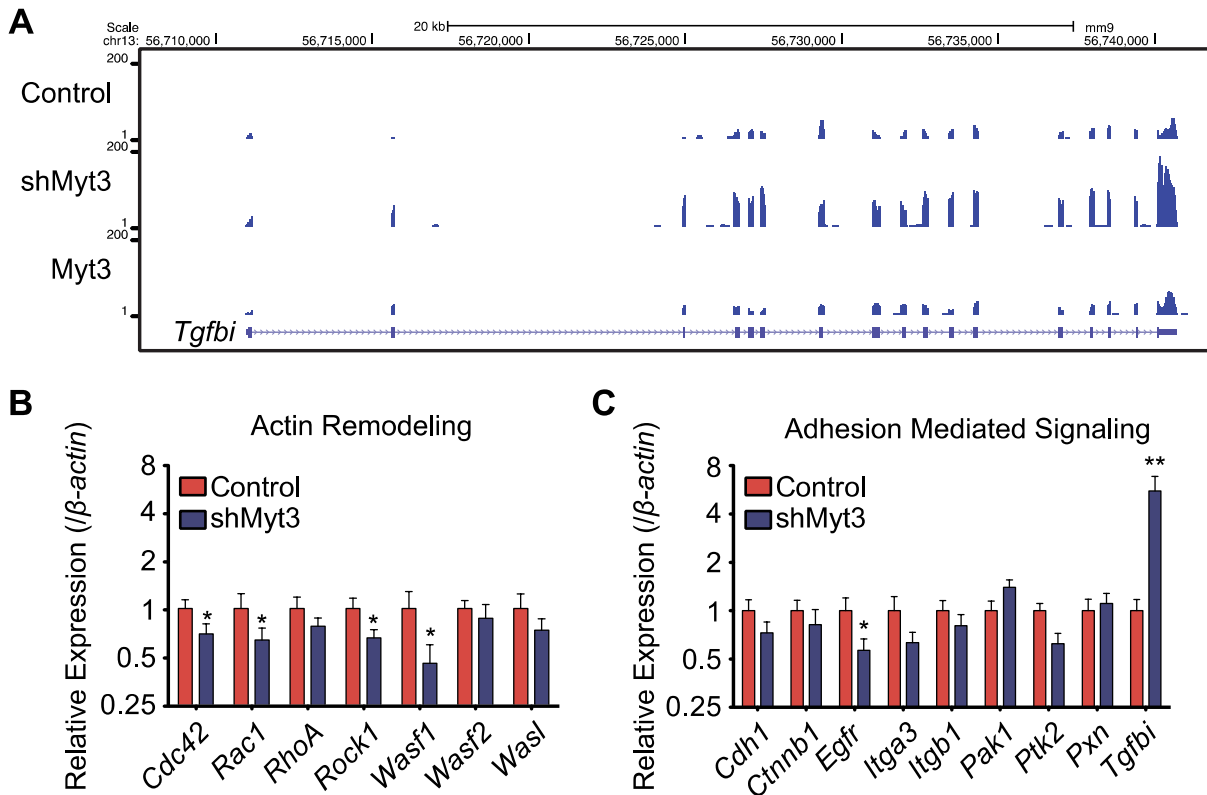 A
Scale
20 kb
mm9
chr13:
56,710,000
56,715,000
56,720,000
56,725,000
56,730,000
56,735,000
56,740,000
200
Control
1
200
shMyt3
1
200
Myt3
1
Tgfbi
B
Actin Remodeling
Relative Expression (/β-actin)
8
4
2
1
0.5
0.25
Control
shMyt3
*
*
*
*
Cdc42
Rac1
RhoA
Rock1
Wasf1
Wasf2
Wasl
C
Adhesion Mediated Signaling
Relative Expression (/β-actin)
8
4
2
1
0.5
0.25
Control
shMyt3
*
**
Cdh1
Ctnnb1
Egfr
Itga3
Itgb1
Pak1
Ptk2
Pxn
Tgfbi